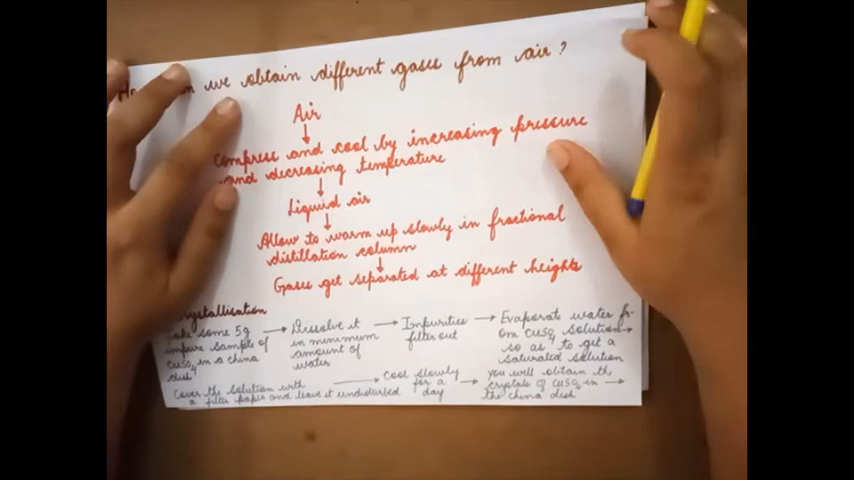 we obtain different gases from air?
Air
Compress and cool by increasing pressure
and decreasing temperature
Liquid air
Allow to warm up slowly in fractional
distillation column
Gases get separated at different heights
rystallisation
ake some 5g
impure sample of
CuSO4 in a china
dish
→ Dissolve it
in minimum
amount of
water
→ Impurities
filter out
→ Evaporate water fr-
om CuSO4 solution →
so as to get a
saturated solution
Cover the solution with
a filter paper and leave it undisturbed
→ Cool slowly
for a
day
→ you will obtain the
crystals of CuSO4 in →
the china dish